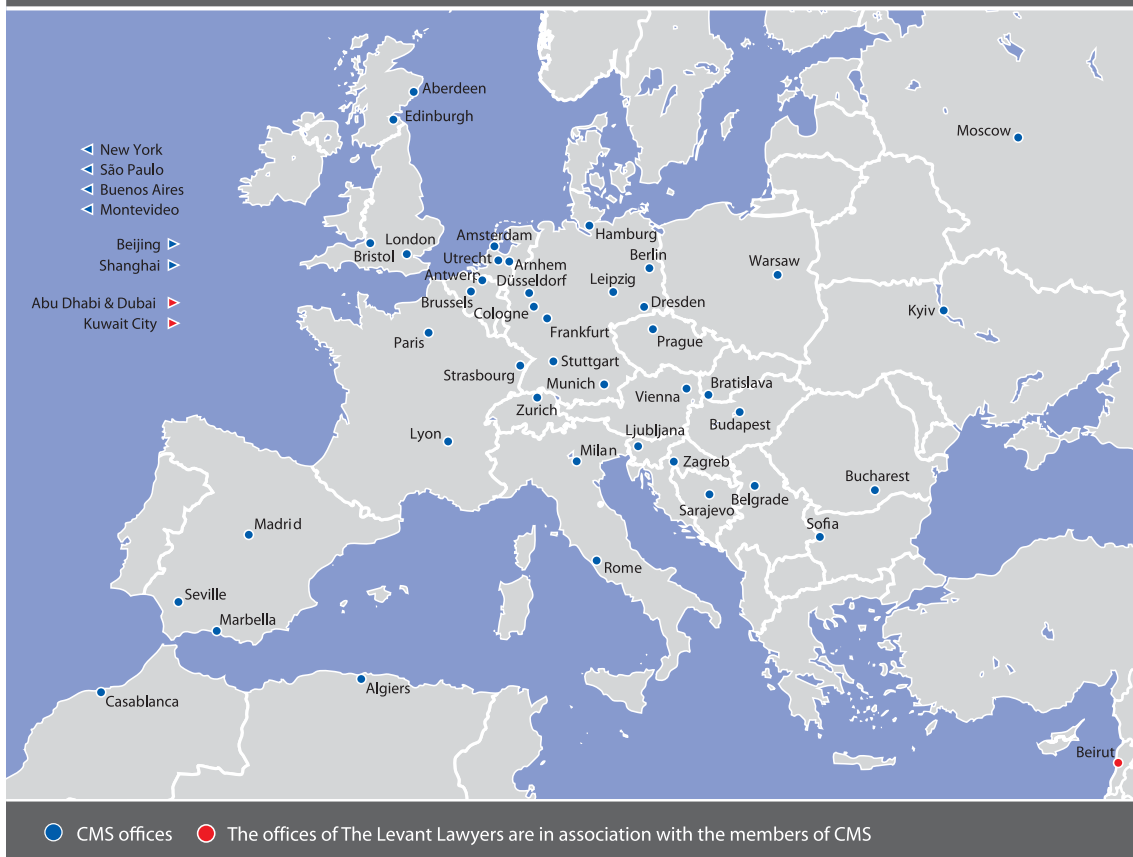 Aberdeen
Edinburgh
Moscow
New York
São Paulo
Buenos Aires
Montevideo
Beijing
Shanghai
Abu Dhabi & Dubai
Kuwait City
London
Bristol
Amsterdam
Utrecht
Arnhem
Antwerp
Düsseldorf
Brussels
Cologne
Hamburg
Berlin
Leipzig
Dresden
Frankfurt
Warsaw
Kyiv
Prague
Paris
Strasbourg
Stuttgart
Munich
Zurich
Vienna
Bratislava
Budapest
Lyon
Milan
Ljubljana
Zagreb
Sarajevo
Belgrade
Bucharest
Sofia
Madrid
Rome
Seville
Marbella
Casablanca
Algiers
Beirut
CMS offices
The offices of The Levant Lawyers are in association with the members of CMS